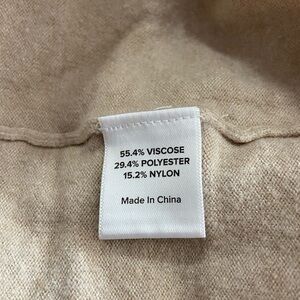 55.4% VISCOSE
29.4% POLYESTER
15.2% NYLON
Made In China